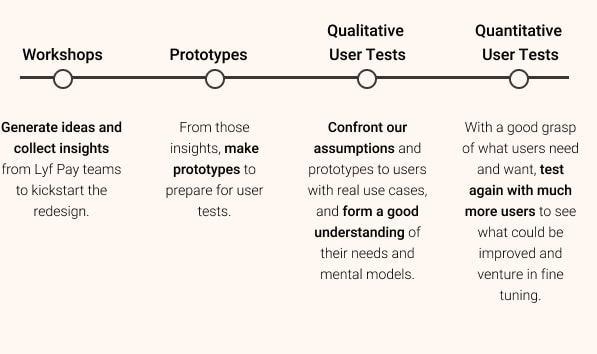 Workshops
Generate ideas and
collect insights
from Lyf Pay teams
to kickstart the
redesign.
Prototypes
From those
insights, make
prototypes to
prepare for user
tests.
Qualitative
User Tests
Confront our
assumptions and
prototypes to users
with real use cases,
and form a good
understanding of
their needs and
mental models.
Quantitative
User Tests
With a good grasp
of what users need
and want, test
again with much
more users to see
what could be
improved and
venture in fine
tuning.